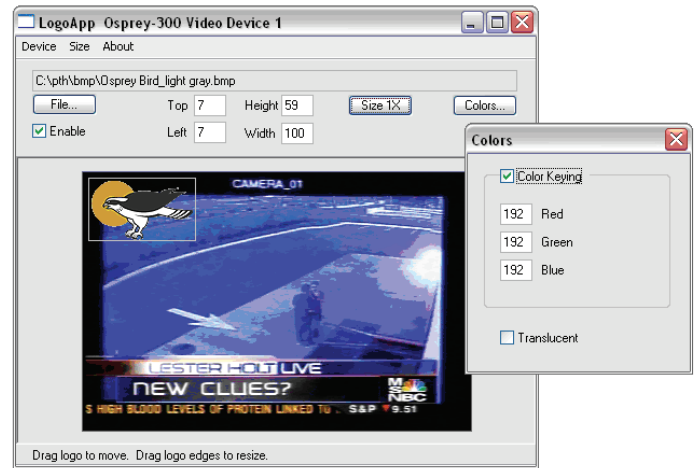 LogoApp Osprey-300 Video Device 1
Device Size About
C:\pth\bmp\Osprey Bird_light gray.bmp
File... Top 7 Height 59 Size 1X Colors...
Enable Left 7 Width 100
Colors
Color Keying
192 Red
192 Green
192 Blue
Translucent
CAMERA_01
LESTER HOLT LIVE
NEW CLUES?
MSNBC
S HIGH BLOOD LEVELS OF PROTEIN LINKED TO . S&P ▼9.51
Drag logo to move. Drag logo edges to resize.